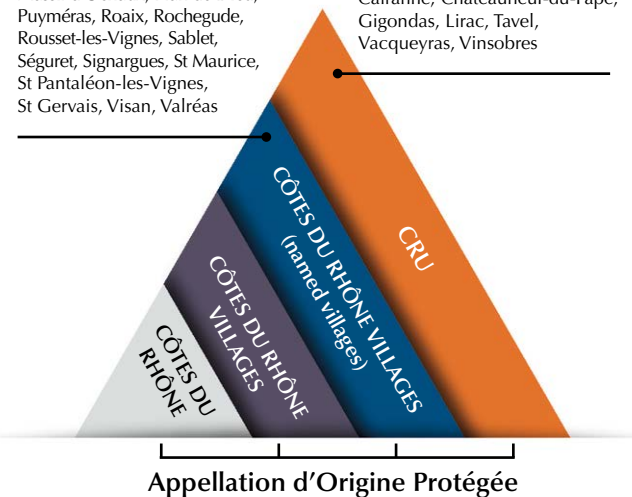 Puyméras, Roaix, Rochegude,
Rousset-les-Vignes, Sablet,
Séguret, Signargues, St Maurice,
St Pantaléon-les-Vignes,
St Gervais, Visan, Valréas
Gigondas, Lirac, Tavel,
Vacqueyras, Vinsobres
CÔTES DU
RHÔNE
CÔTES DU RHÔNE
VILLAGES
CÔTES DU RHÔNE VILLAGES
(named villages)
CRU
Appellation d’Origine Protégée